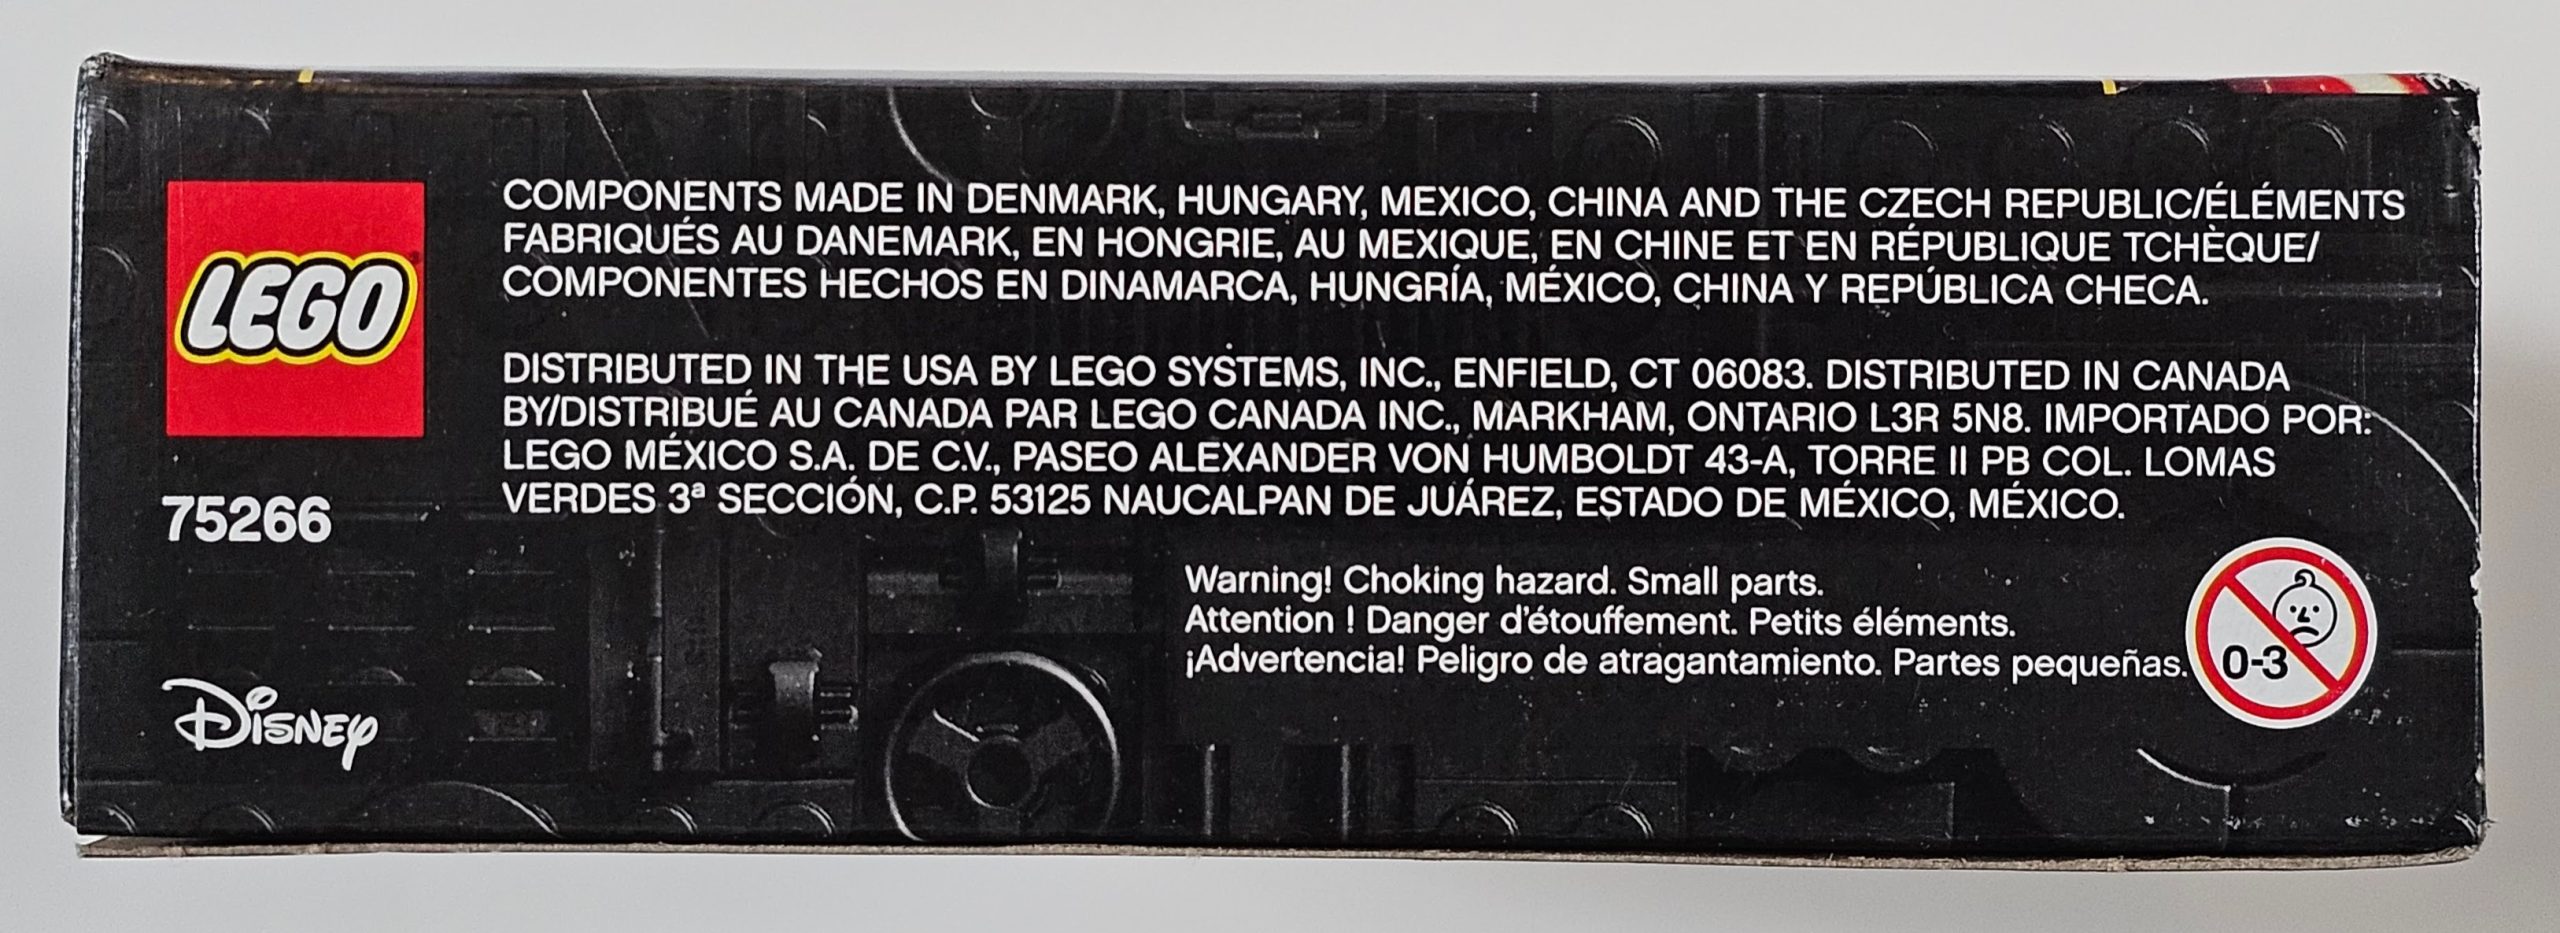 LEGO
75266
DISNEY
COMPONENTS MADE IN DENMARK, HUNGARY, MEXICO, CHINA AND THE CZECH REPUBLIC/ÉLÉMENTS
FABRIQUÉS AU DANEMARK, EN HONGRIE, AU MEXIQUE, EN CHINE ET EN RÉPUBLIQUE TCHÈQUE/
COMPONENTES HECHOS EN DINAMARCA, HUNGRÍA, MÉXICO, CHINA Y REPÚBLICA CHECA.
DISTRIBUTED IN THE USA BY LEGO SYSTEMS, INC., ENFIELD, CT 06083. DISTRIBUTED IN CANADA
BY/DISTRIBUÉ AU CANADA PAR LEGO CANADA INC., MARKHAM, ONTARIO L3R 5N8. IMPORTADO POR:
LEGO MÉXICO S.A. DE C.V., PASEO ALEXANDER VON HUMBOLDT 43-A, TORRE II PB COL. LOMAS
VERDES 3ª SECCIÓN, C.P. 53125 NAUCALPAN DE JUÁREZ, ESTADO DE MÉXICO, MÉXICO.
Warning! Choking hazard. Small parts.
Attention ! Danger d'étouffement. Petits éléments.
¡Advertencia! Peligro de atragantamiento. Partes pequeñas.
0-3